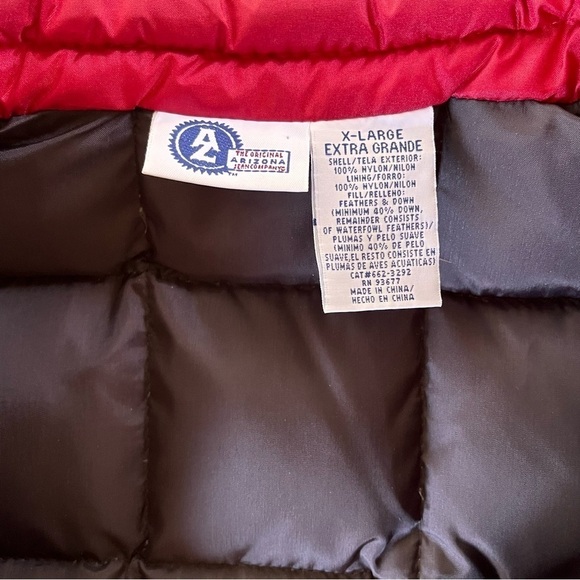 AZ
THE ORIGINAL
ARIZONA
JEAN COMPANY
X-LARGE
EXTRA GRANDE
SHELL/TELA EXTERIOR:
100% NYLON/NILON
LINING/FORRO:
100% NYLON/NILON
FILL/RELLENO:
FEATHERS & DOWN
(MINIMUM 40% DOWN,
REMAINDER CONSISTS
OF WATERFOWL FEATHERS)/
PLUMAS Y PELO SUAVE
(MINIMO 40% DE PELO
SUAVE,EL RESTO CONSISTE EN
PLUMAS DE AVES ACUATICAS)
CAT#662-3292
RN 93677
MADE IN CHINA/
HECHO EN CHINA